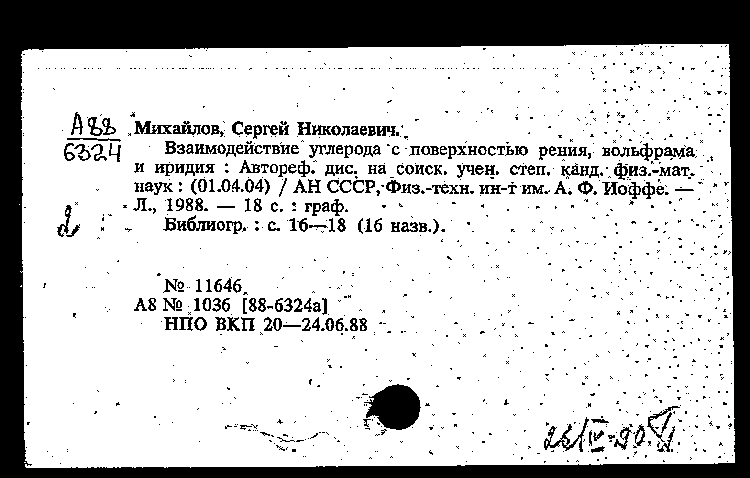 А88
6324
Михайлов, Сергей Николаевич.
Взаимодействие углерода с поверхностью рения, вольфрама
и иридия : Автореф. дис. на соиск. учен. степ. канд. физ.-мат.
наук : (01.04.04) / АН СССР, Физ.-техн. ин-т им. А. Ф. Иоффе. —
Л., 1988. — 18 с. : граф.
2
Библиогр. : с. 16—18 (16 назв.).
№ 11646
А8 № 1036 [88-6324а]
НПО ВКП 20—24.06.88